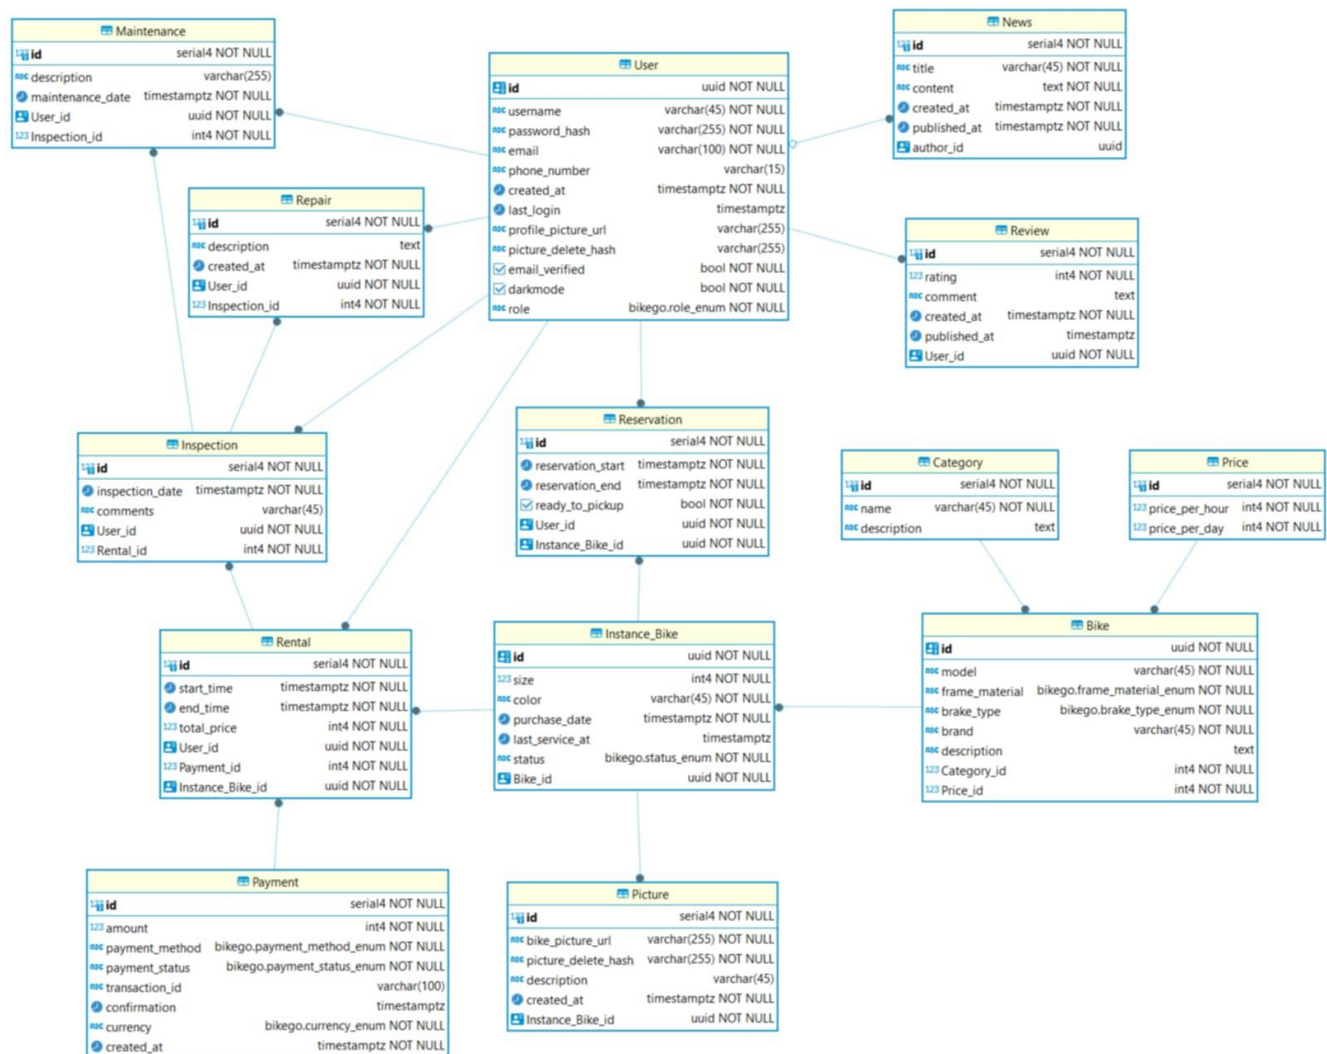 Maintenance
id serial4 NOT NULL
description varchar(255)
maintenance_date timestamptz NOT NULL
User_id uuid NOT NULL
Inspection_id int4 NOT NULL
Repair
id serial4 NOT NULL
description text
created_at timestamptz NOT NULL
User_id uuid NOT NULL
Inspection_id int4 NOT NULL
User
id uuid NOT NULL
username varchar(45) NOT NULL
password_hash varchar(255) NOT NULL
email varchar(100) NOT NULL
phone_number varchar(15)
created_at timestamptz NOT NULL
last_login timestamptz
profile_picture_url varchar(255)
picture_delete_hash varchar(255)
email_verified bool NOT NULL
darkmode bool NOT NULL
role bikego.role_enum NOT NULL
News
id serial4 NOT NULL
title varchar(45) NOT NULL
content text NOT NULL
created_at timestamptz NOT NULL
published_at timestamptz NOT NULL
author_id uuid
Review
id serial4 NOT NULL
rating int4 NOT NULL
comment text
created_at timestamptz NOT NULL
published_at timestamptz
User_id uuid NOT NULL
Inspection
id serial4 NOT NULL
inspection_date timestamptz NOT NULL
comments varchar(45)
User_id uuid NOT NULL
Rental_id int4 NOT NULL
Reservation
id serial4 NOT NULL
reservation_start timestamptz NOT NULL
reservation_end timestamptz NOT NULL
ready_to_pickup bool NOT NULL
User_id uuid NOT NULL
Instance_Bike_id uuid NOT NULL
Category
id serial4 NOT NULL
name varchar(45) NOT NULL
description text
Price
id serial4 NOT NULL
price_per_hour int4 NOT NULL
price_per_day int4 NOT NULL
Rental
id serial4 NOT NULL
start_time timestamptz NOT NULL
end_time timestamptz NOT NULL
total_price int4 NOT NULL
User_id uuid NOT NULL
Payment_id int4 NOT NULL
Instance_Bike_id uuid NOT NULL
Instance_Bike
id uuid NOT NULL
size int4 NOT NULL
color varchar(45) NOT NULL
purchase_date timestamptz NOT NULL
last_service_at timestamptz
status bikego.status_enum NOT NULL
Bike_id uuid NOT NULL
Bike
id uuid NOT NULL
model varchar(45) NOT NULL
frame_material bikego.frame_material_enum NOT NULL
brake_type bikego.brake_type_enum NOT NULL
brand varchar(45) NOT NULL
description text
Category_id int4 NOT NULL
Price_id int4 NOT NULL
Payment
id serial4 NOT NULL
amount int4 NOT NULL
payment_method bikego.payment_method_enum NOT NULL
payment_status bikego.payment_status_enum NOT NULL
transaction_id varchar(100)
confirmation timestamptz
currency bikego.currency_enum NOT NULL
created_at timestamptz NOT NULL
Picture
id serial4 NOT NULL
bike_picture_url varchar(255) NOT NULL
picture_delete_hash varchar(255) NOT NULL
description varchar(45)
created_at timestamptz NOT NULL
Instance_Bike_id uuid NOT NULL